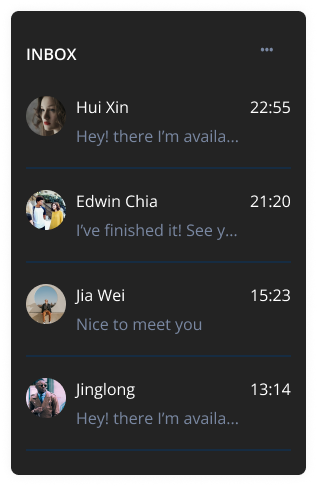 INBOX
Hui Xin 22:55
Hey! there I’m availa...
Edwin Chia 21:20
I’ve finished it! See y...
Jia Wei 15:23
Nice to meet you
Jinglong 13:14
Hey! there I’m availa...